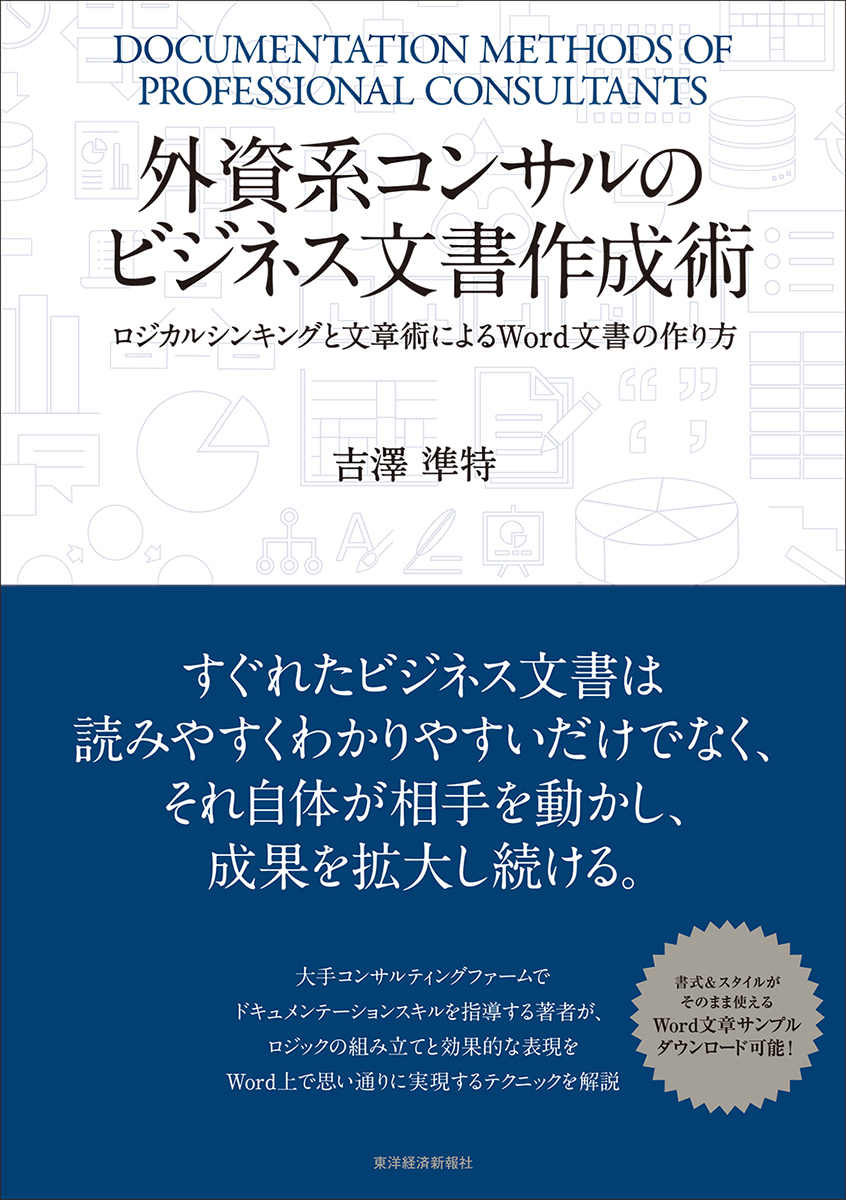 DOCUMENTATION METHODS OF
PROFESSIONAL CONSULTANTS
外資系コンサルの
ビジネス文書作成術
ロジカルシンキングと文章術によるWord文書の作り方
吉澤 準特
すぐれたビジネス文書は
読みやすくわかりやすいだけでなく、
それ自体が相手を動かし、
成果を拡大し続ける。
大手コンサルティングファームで
ドキュメンテーションスキルを指導する著者が、
ロジックの組み立てと効果的な表現を
Word上で思い通りに実現するテクニックを解説
書式&スタイルが
そのまま使える
Word文章サンプル
ダウンロード可能!
東洋経済新報社